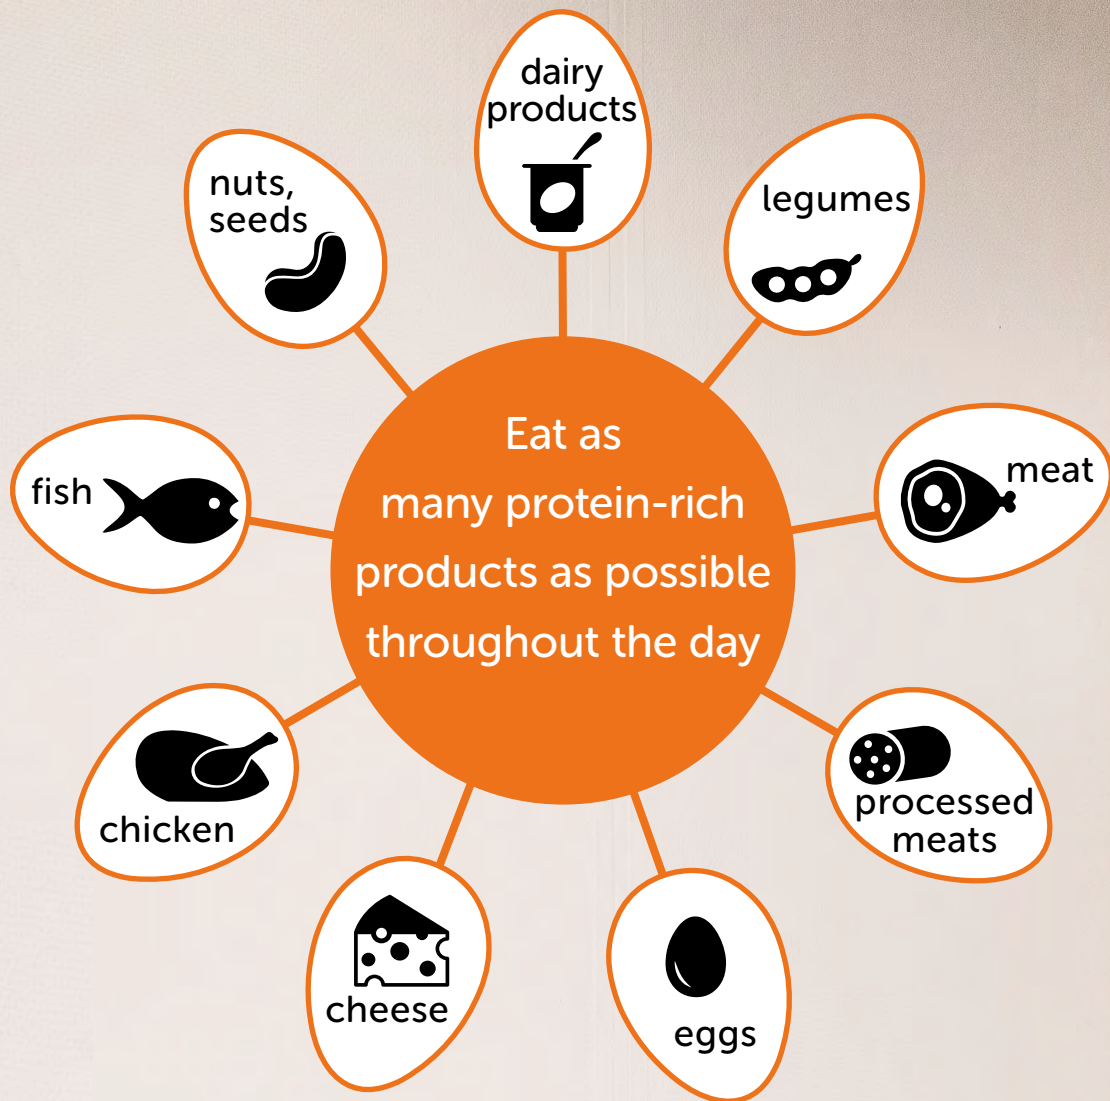 dairy
products
legumes
meat
processed
meats
eggs
cheese
chicken
fish
nuts,
seeds
Eat as
many protein-rich
products as possible
throughout the day